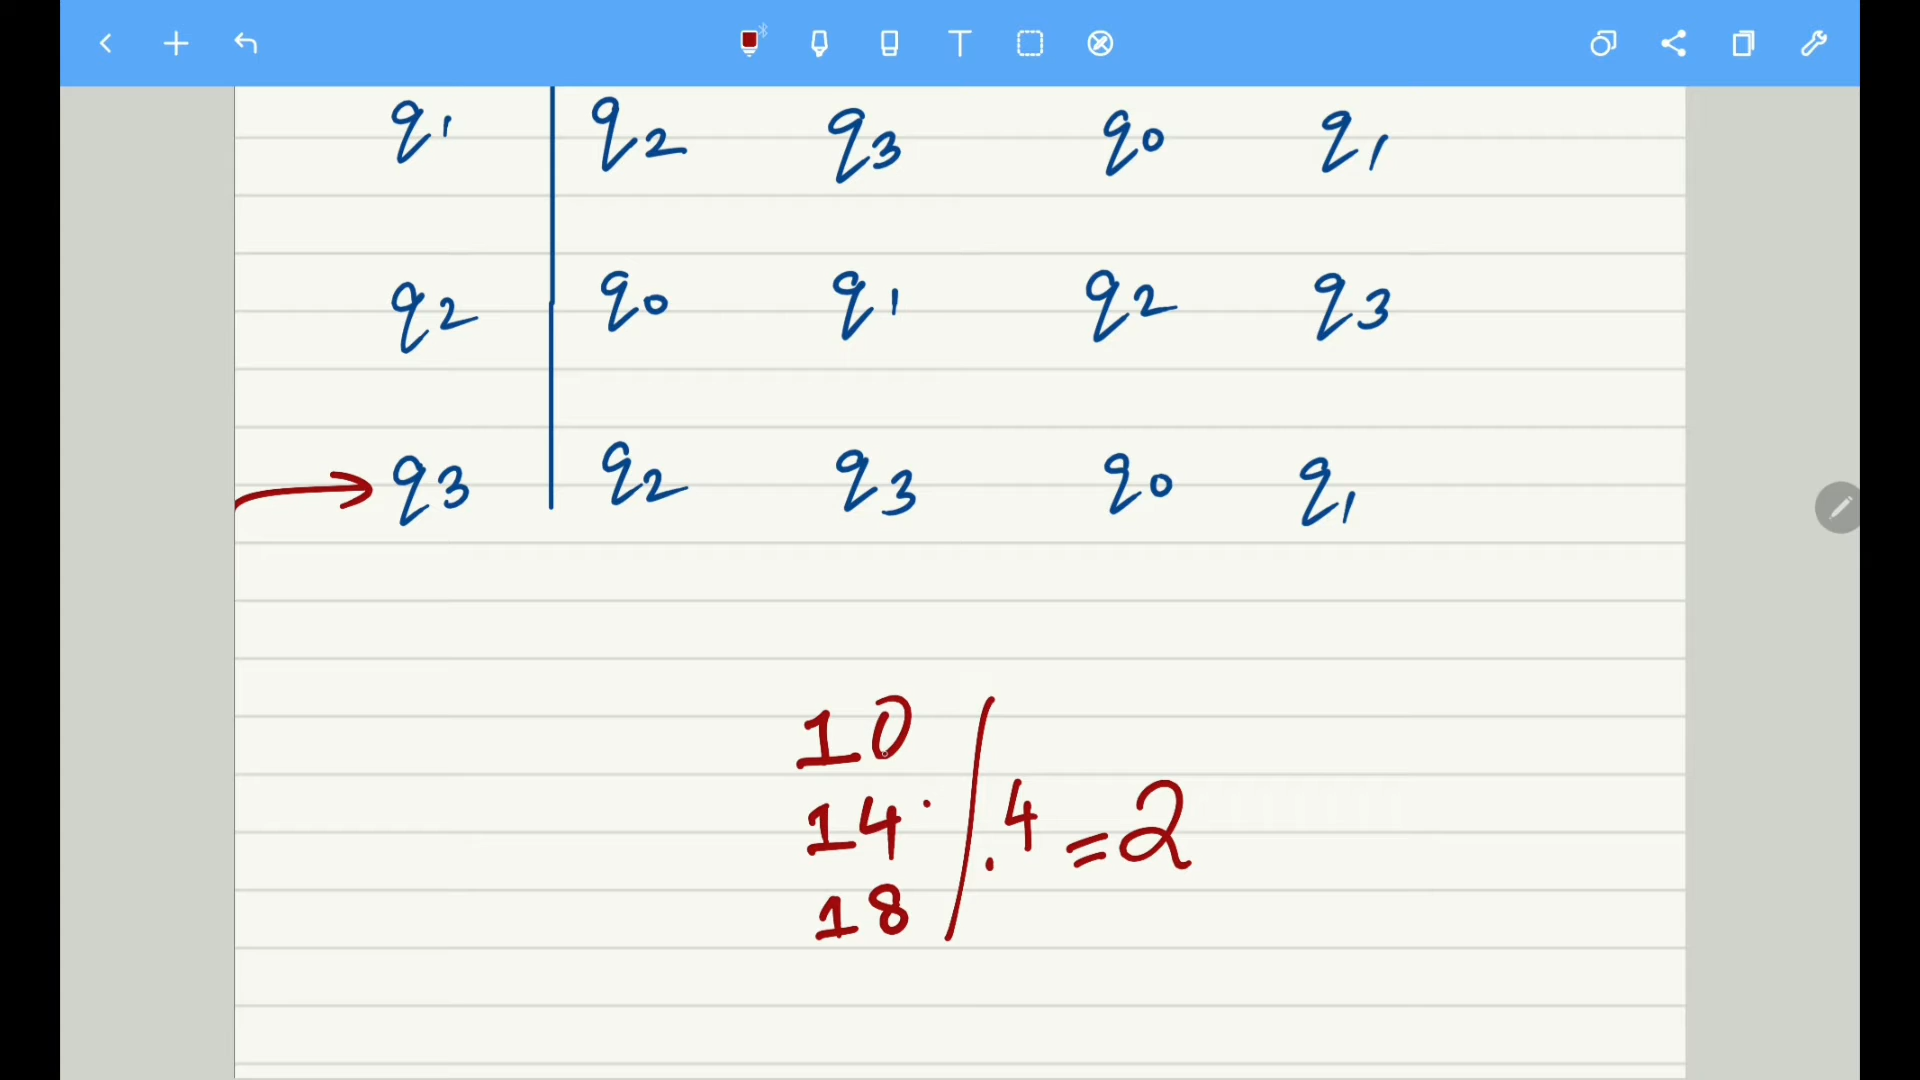 q1 q2 q3 q0 q1
q2 q0 q1 q2 q3
q3 q2 q3 q0 q1
10
14 . / . 4 = 2
18